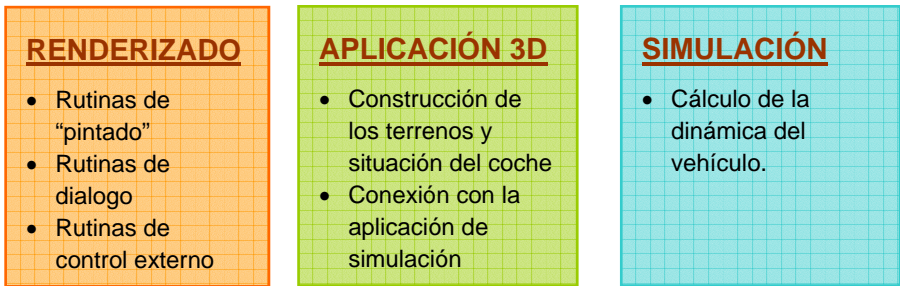 RENDERIZADO
• Rutinas de
“pintado”
• Rutinas de
dialogo
• Rutinas de
control externo
APLICACIÓN 3D
• Construcción de
los terrenos y
situación del coche
• Conexión con la
aplicación de
simulación
SIMULACIÓN
• Cálculo de la
dinámica del
vehículo.